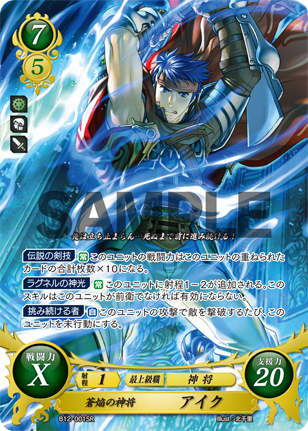 7
5
俺は立ち止まらん…死ぬまで前に進み続ける!
SAMPLE
伝説の剣技 常 このユニットの戦闘力はこのユニットの重ねられた
カードの合計枚数×10になる。
ラグネルの神光 常 このユニットに射程1-2が追加される。この
スキルはこのユニットが前衛でなければ有効にならない。
挑み続ける者 自 このユニットの攻撃で敵を撃破するたび、この
ユニットを未行動にする。
戦闘力
X
射程 1 最上級職 神将
蒼焔の神将 アイク
支援力
20
B12-001SR
Illust:北千里